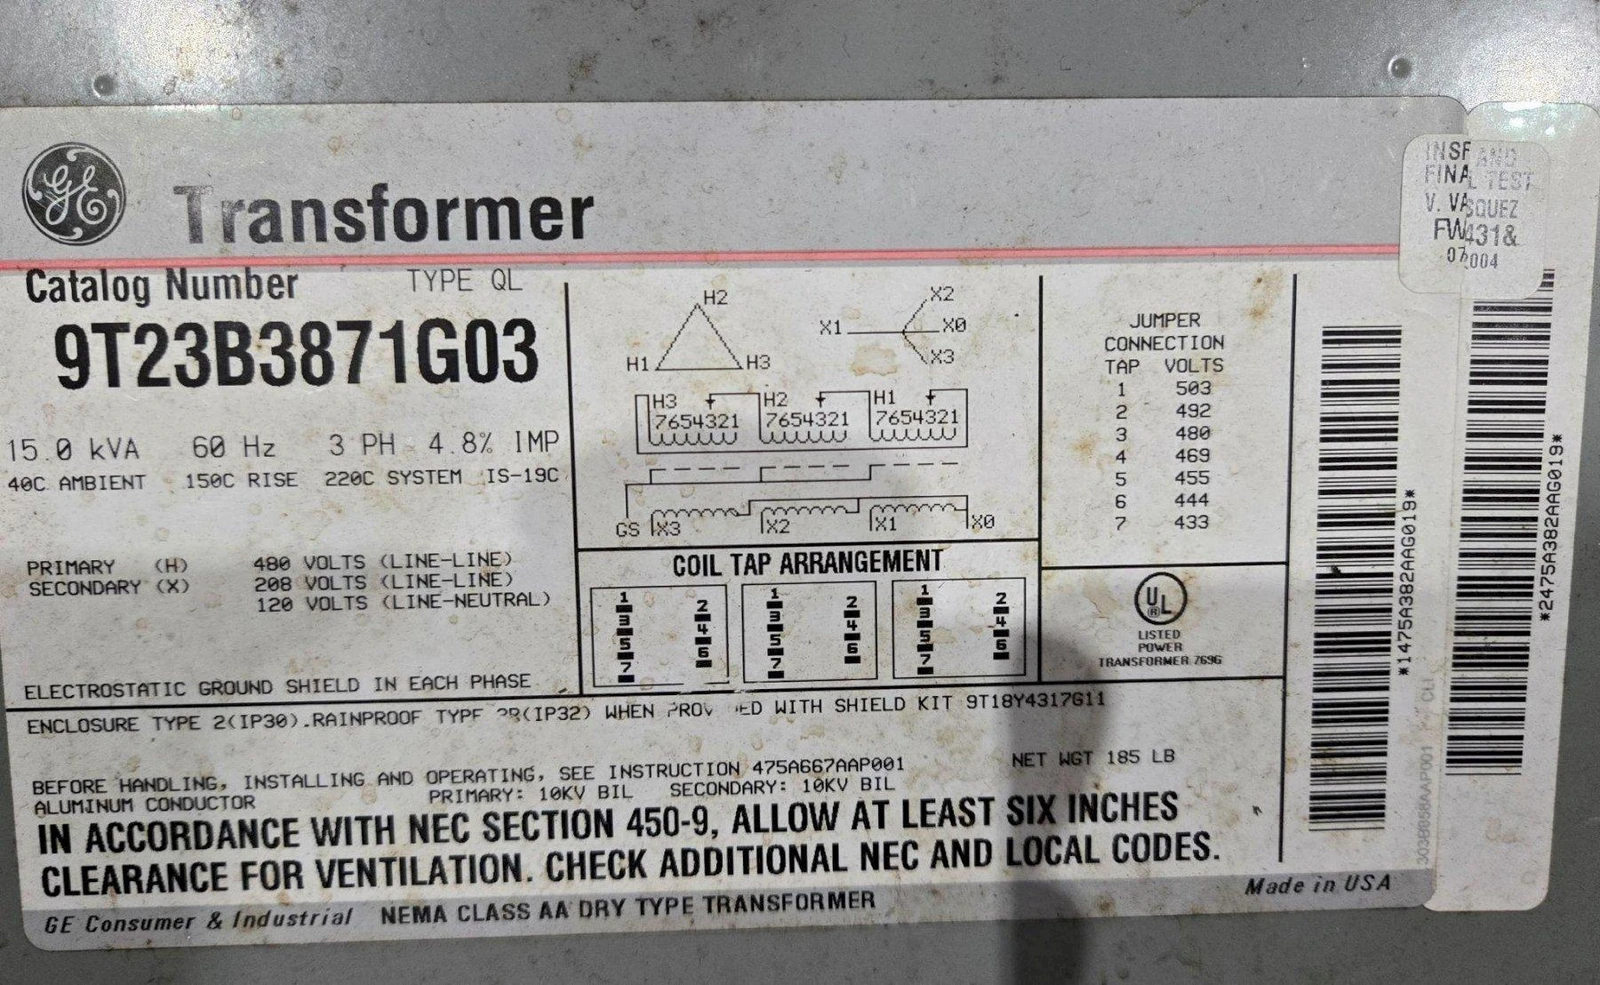 GE
Transformer
Catalog Number TYPE QL
9T23B3871G03
15.0 kVA 60 Hz 3 PH 4.8% IMP
40C AMBIENT 150C RISE 220C SYSTEM IS-19C
PRIMARY (H) 480 VOLTS (LINE-LINE)
SECONDARY (X) 208 VOLTS (LINE-LINE)
120 VOLTS (LINE-NEUTRAL)
ELECTROSTATIC GROUND SHIELD IN EACH PHASE
H2
H1 H3
X2
X1 X0
X3
H3 H2 H1
7654321 7654321 7654321
GS X3 X2 X1 X0
COIL TAP ARRANGEMENT
1 2 1 2 1 2
3 4 3 4 3 4
5 6 5 6 5 6
7 7 7
JUMPER
CONNECTION
TAP VOLTS
1 503
2 492
3 480
4 469
5 455
6 444
7 433
UL
®
LISTED
POWER
TRANSFORMER 769G
INSP AND
FINAL TEST
V. VASQUEZ
FW431&
2004
*1475A382AAG019*
*2475A382AAG019*
ENCLOSURE TYPE 2(IP30).RAINPROOF TYPE 3R(IP32) WHEN PROVIDED WITH SHIELD KIT 9T18Y4317G11
BEFORE HANDLING, INSTALLING AND OPERATING, SEE INSTRUCTION 475A667AAP001 NET WGT 185 LB
ALUMINUM CONDUCTOR PRIMARY: 10KV BIL SECONDARY: 10KV BIL
IN ACCORDANCE WITH NEC SECTION 450-9, ALLOW AT LEAST SIX INCHES
CLEARANCE FOR VENTILATION. CHECK ADDITIONAL NEC AND LOCAL CODES.
GE Consumer & Industrial NEMA CLASS AA DRY TYPE TRANSFORMER
Made in USA